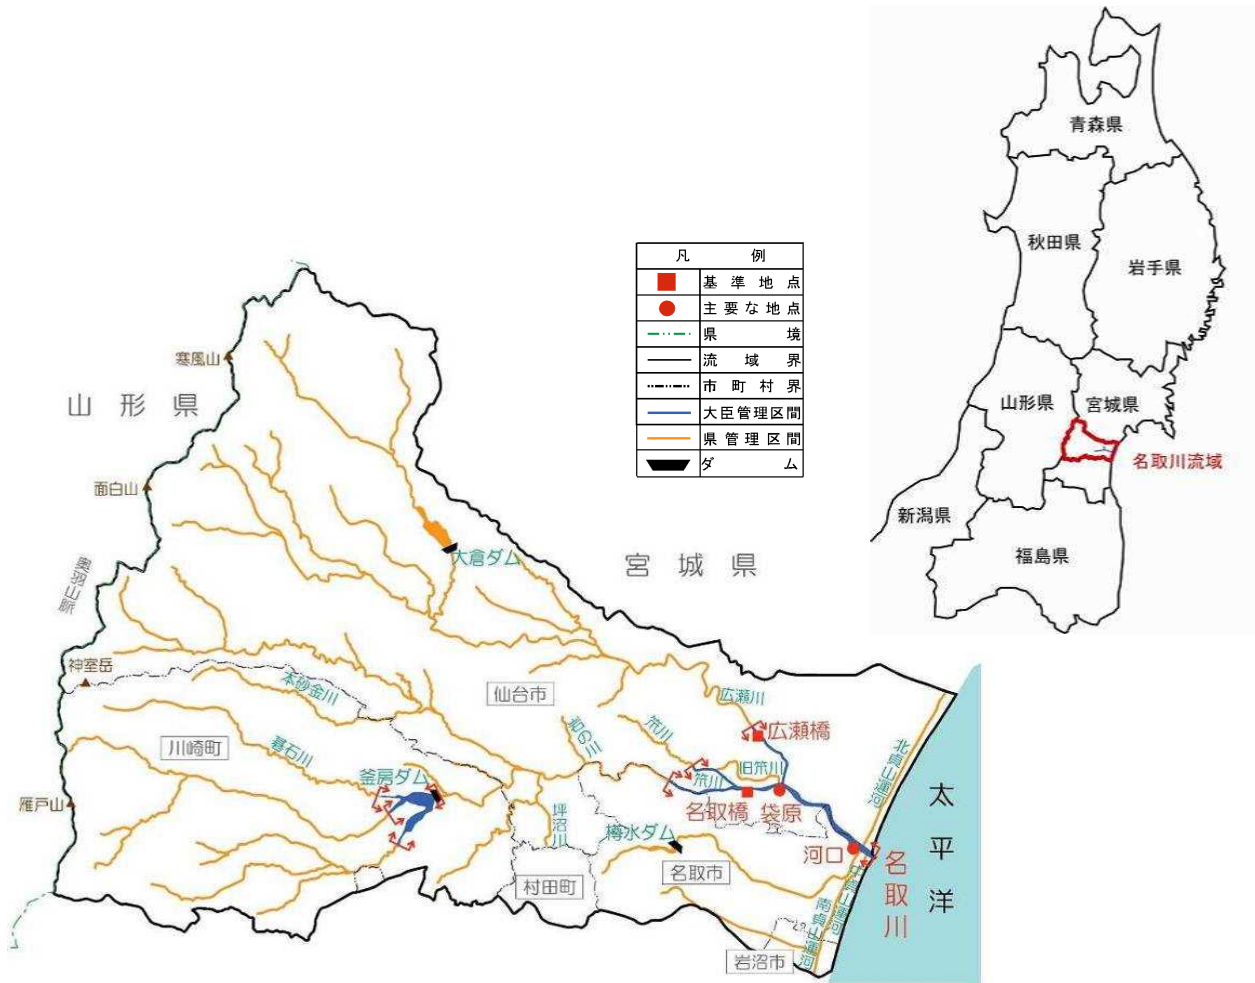 青森県
秋田県
岩手県
山形県
宮城県
名取川流域
新潟県
福島県
凡例
基準地点
主要な地点
県境
流域界
市町村界
大臣管理区間
県管理区間
ダム
寒風山
山形県
面白山
奥羽山脈
大倉ダム
宮城県
神室岳
本砂金川
仙台市
広瀬川
川崎町
碁石川
笊川
広瀬橋
北貞山運河
釜房ダム
笊川
旧笊川
太平洋
雁戸山
名取橋
袋原
坪沼川
樽水ダム
河口
名取川
名取市
村田町
南貞山運河
岩沼市